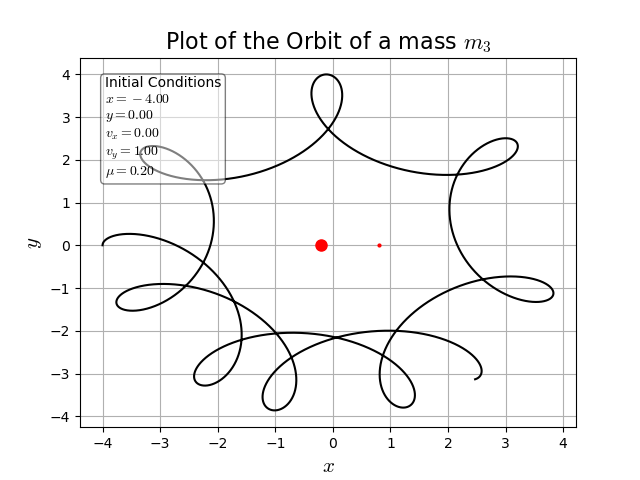 Plot of the Orbit of a mass m₃
Initial Conditions
x = −4.00
y = 0.00
vₓ = 0.00
v_y = 1.00
μ = 0.20
4
3
2
1
0
−1
−2
−3
−4
y
−4 −3 −2 −1 0 1 2 3 4
x